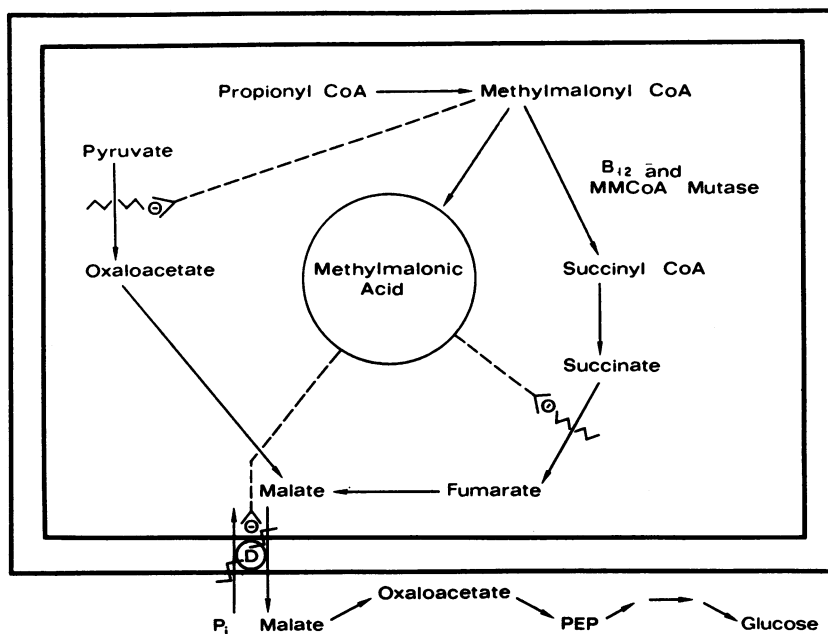 Propionyl CoA
Methylmalonyl CoA
Pyruvate
B12 and
MMCoA Mutase
⊖
Oxaloacetate
Methylmalonic
Acid
Succinyl CoA
Succinate
⊖
Malate
Fumarate
⊖
D
Oxaloacetate
Pi
Malate
PEP
Glucose